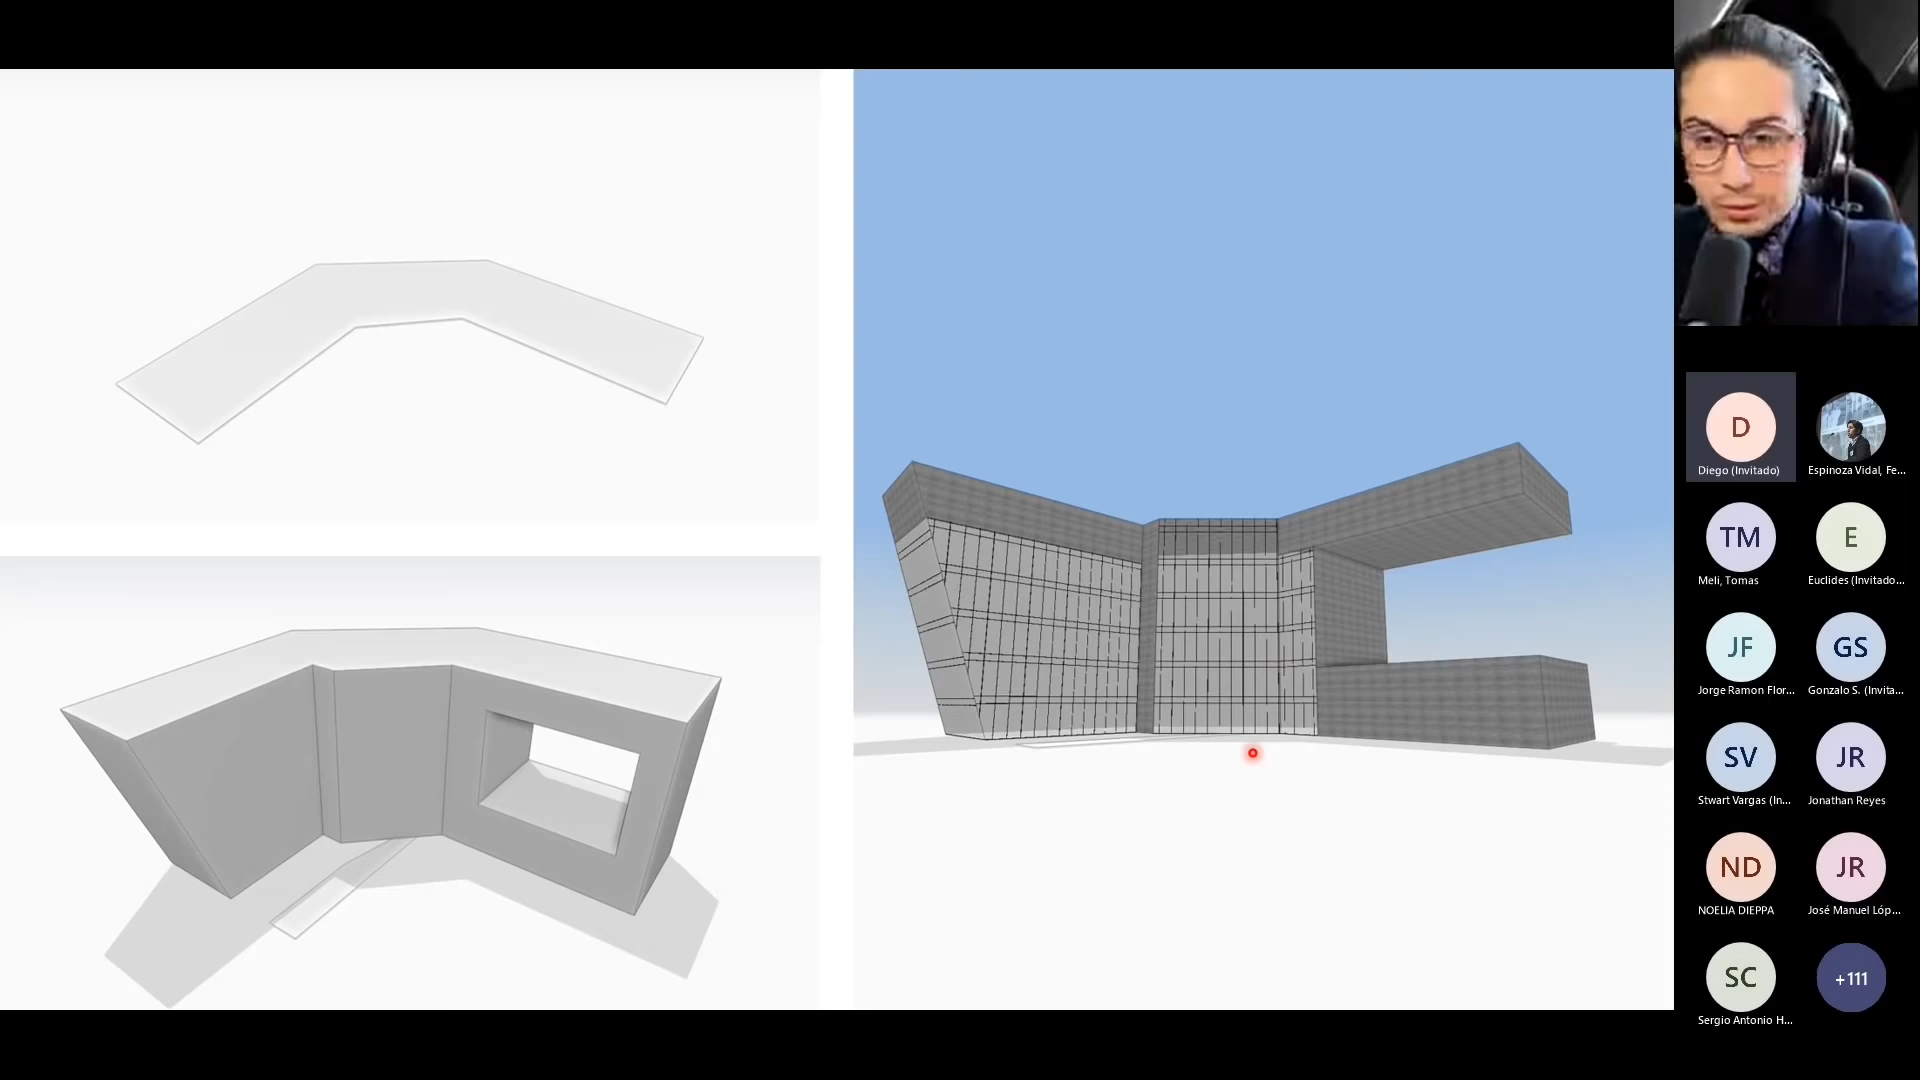 D
Diego (Invitado)
Espinoza Vidal, Fe...
TM
Meli, Tomas
E
Euclides (Invitado...
JF
Jorge Ramon Flor...
GS
Gonzalo S. (Invita...
SV
Stwart Vargas (In...
JR
Jonathan Reyes
ND
NOELIA DIEPPA
JR
José Manuel Lóp...
SC
Sergio Antonio H...
+111